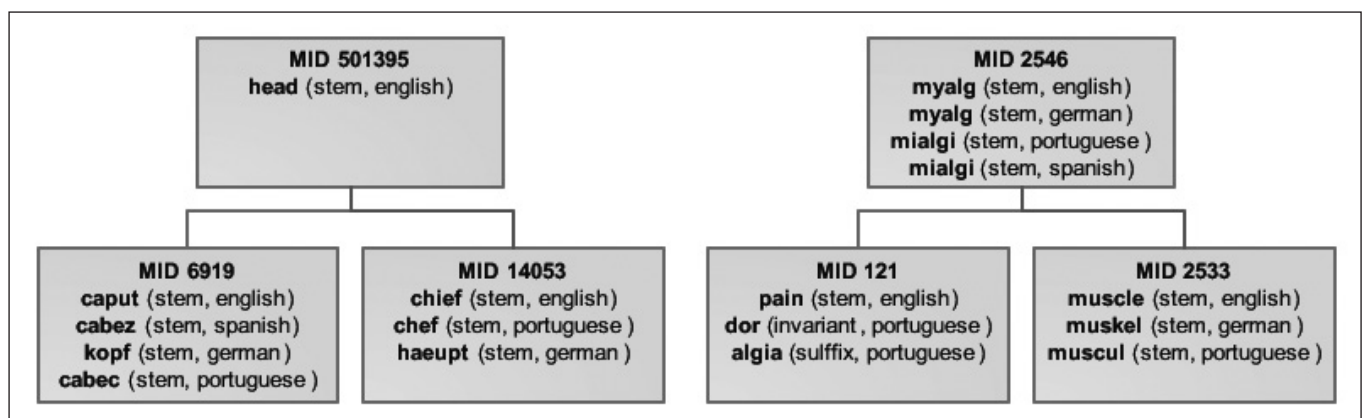 MID 501395
head (stem, english)
MID 2546
myalg (stem, english)
myalg (stem, german)
mialgi (stem, portuguese )
mialgi (stem, spanish)
MID 6919
caput (stem, english)
cabez (stem, spanish)
kopf (stem, german)
cabec (stem, portuguese )
MID 14053
chief (stem, english)
chef (stem, portuguese )
haeupt (stem, german)
MID 121
pain (stem, english)
dor (invariant, portuguese )
algia (sulffix, portuguese)
MID 2533
muscle (stem, english)
muskel (stem, german)
muscul (stem, portuguese)